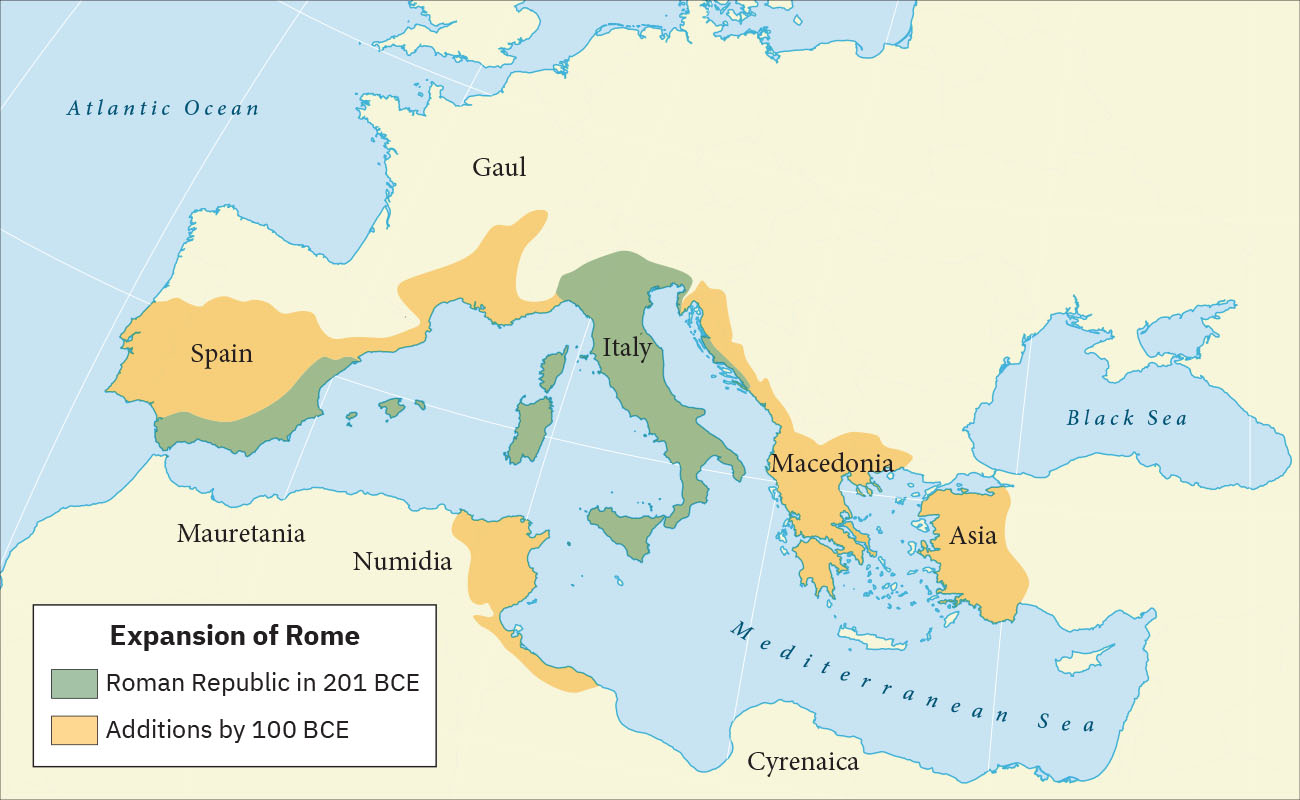 Atlantic Ocean
Gaul
Spain
Italy
Black Sea
Macedonia
Mauretania
Numidia
Asia
Mediterranean Sea
Cyrenaica
Expansion of Rome
Roman Republic in 201 BCE
Additions by 100 BCE